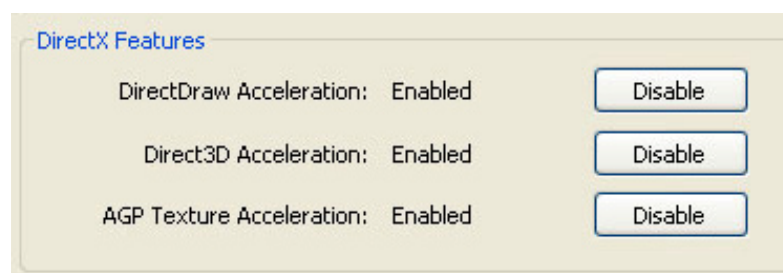 DirectX Features
DirectDraw Acceleration: Enabled Disable
Direct3D Acceleration: Enabled Disable
AGP Texture Acceleration: Enabled Disable